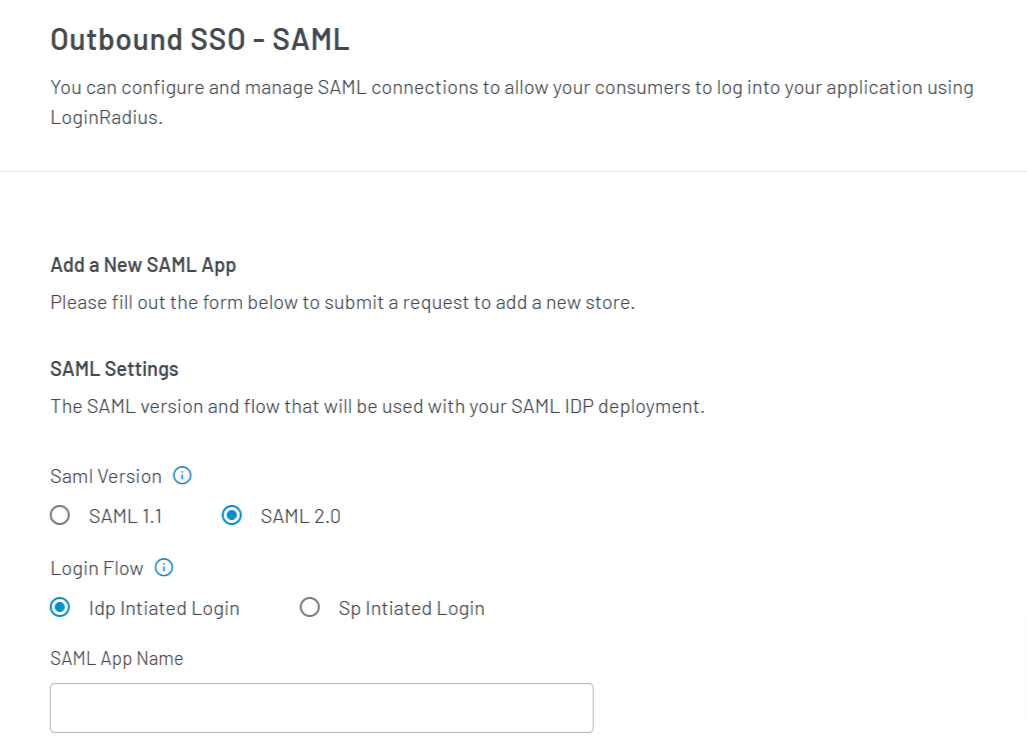 Outbound SSO - SAML
You can configure and manage SAML connections to allow your consumers to log into your application using
LoginRadius.
Add a New SAML App
Please fill out the form below to submit a request to add a new store.
SAML Settings
The SAML version and flow that will be used with your SAML IDP deployment.
Saml Version
SAML 1.1 SAML 2.0
Login Flow
Idp Intiated Login Sp Intiated Login
SAML App Name